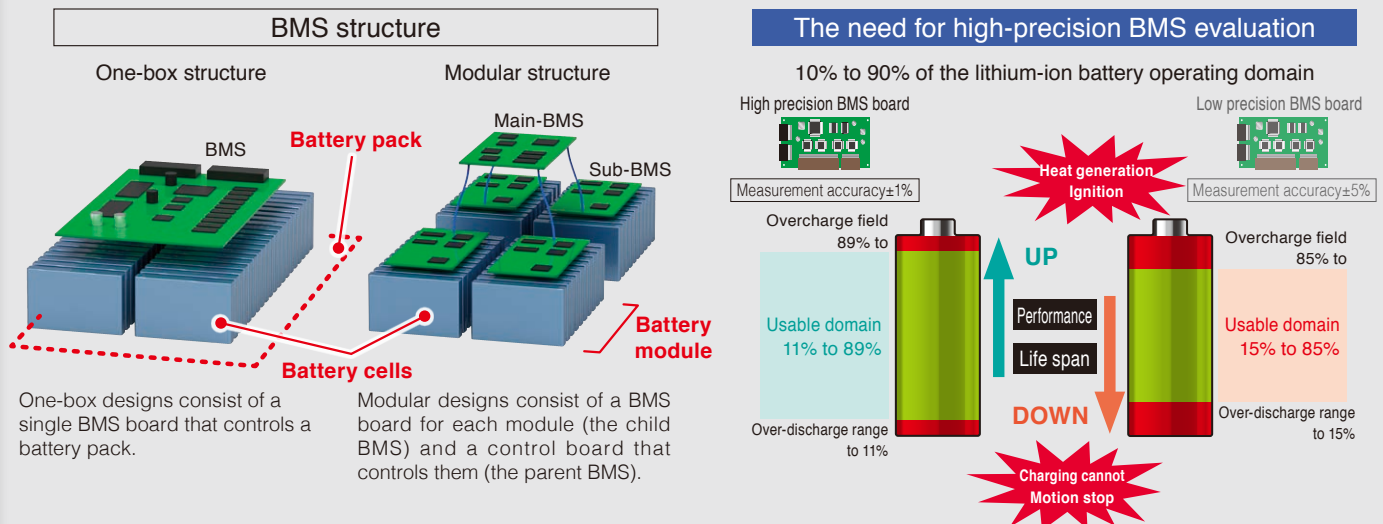 BMS structure
One-box structure
Modular structure
BMS
Battery pack
Main-BMS
Sub-BMS
Battery cells
Battery
module
One-box designs consist of a
single BMS board that controls a
battery pack.
Modular designs consist of a BMS
board for each module (the child
BMS) and a control board that
controls them (the parent BMS).
The need for high-precision BMS evaluation
10% to 90% of the lithium-ion battery operating domain
High precision BMS board
Measurement accuracy±1%
Low precision BMS board
Measurement accuracy±5%
Heat generation
Ignition
Overcharge field
89% to
Usable domain
11% to 89%
Over-discharge range
to 11%
UP
Performance
Life span
DOWN
Overcharge field
85% to
Usable domain
15% to 85%
Over-discharge range
to 15%
Charging cannot
Motion stop